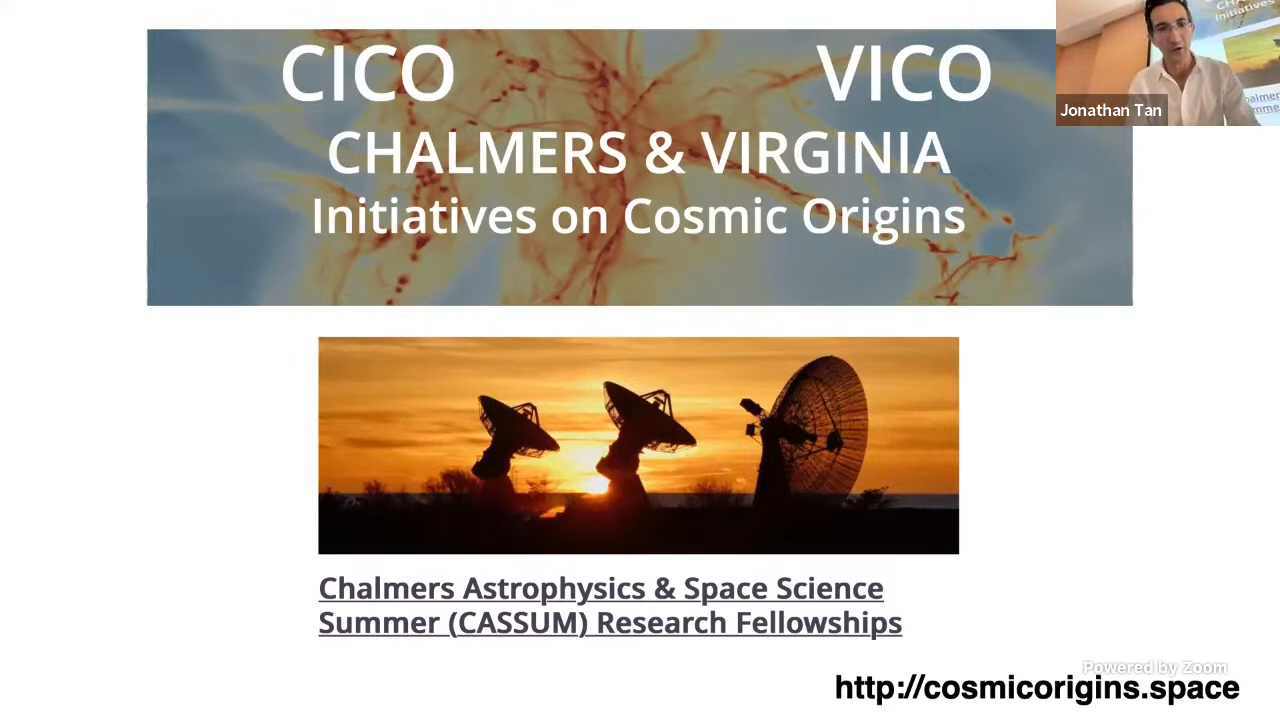 CICO VICO
CHALMERS & VIRGINIA
Initiatives on Cosmic Origins
Initiatives
Jonathan Tan
Chalmers Astrophysics & Space Science
Summer (CASSUM) Research Fellowships
Powered by Zoom
http://cosmicorigins.space